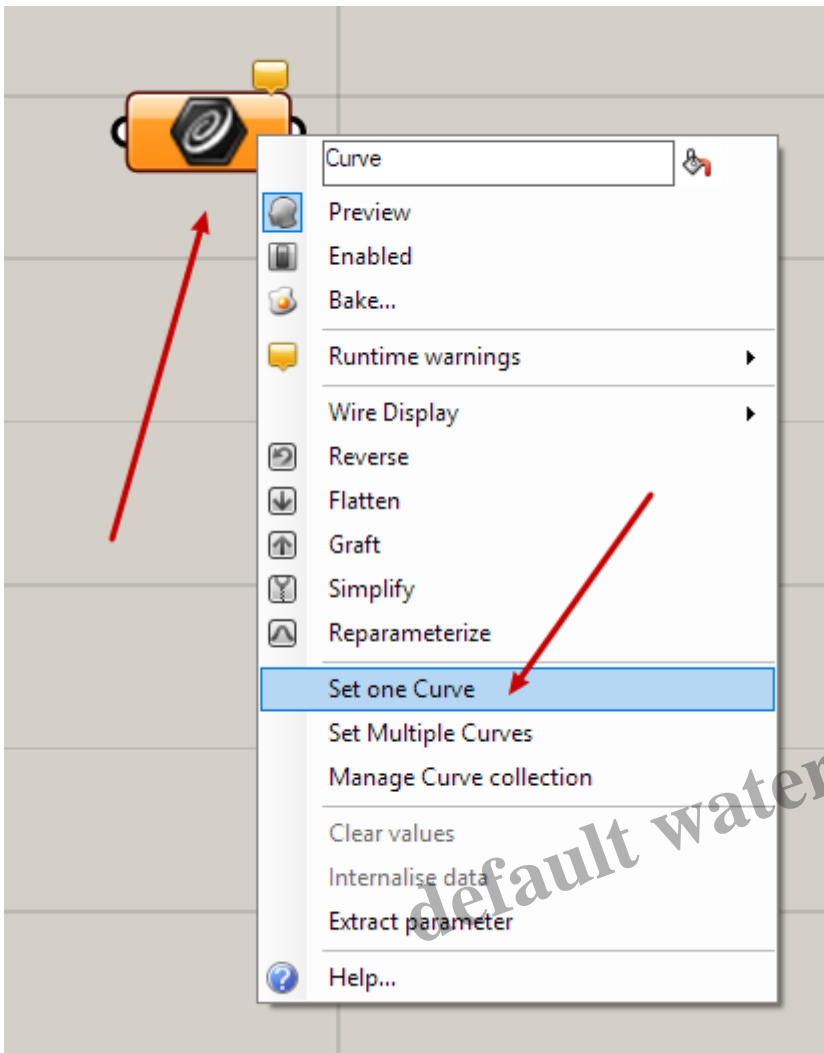 Curve
Preview
Enabled
Bake...
Runtime warnings
Wire Display
Reverse
Flatten
Graft
Simplify
Reparameterize
Set one Curve
Set Multiple Curves
Manage Curve collection
Clear values
Internalise data
Extract parameter
Help...
default water